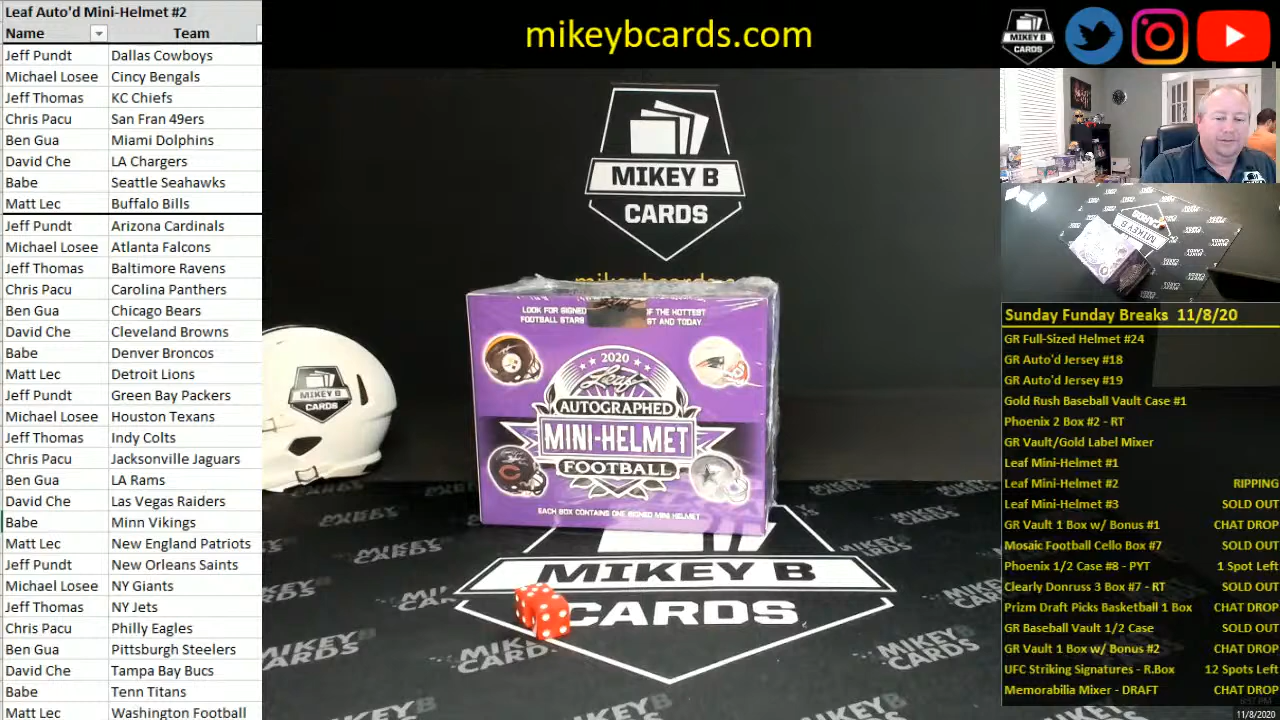 Leaf Auto'd Mini-Helmet #2
Name Team
Jeff Pundt Dallas Cowboys
Michael Losee Cincy Bengals
Jeff Thomas KC Chiefs
Chris Pacu San Fran 49ers
Ben Gua Miami Dolphins
David Che LA Chargers
Babe Seattle Seahawks
Matt Lec Buffalo Bills
Jeff Pundt Arizona Cardinals
Michael Losee Atlanta Falcons
Jeff Thomas Baltimore Ravens
Chris Pacu Carolina Panthers
Ben Gua Chicago Bears
David Che Cleveland Browns
Babe Denver Broncos
Matt Lec Detroit Lions
Jeff Pundt Green Bay Packers
Michael Losee Houston Texans
Jeff Thomas Indy Colts
Chris Pacu Jacksonville Jaguars
Ben Gua LA Rams
David Che Las Vegas Raiders
Babe Minn Vikings
Matt Lec New England Patriots
Jeff Pundt New Orleans Saints
Michael Losee NY Giants
Jeff Thomas NY Jets
Chris Pacu Philly Eagles
Ben Gua Pittsburgh Steelers
David Che Tampa Bay Bucs
Babe Tenn Titans
Matt Lec Washington Football
mikeybcards.com
MIKEY B
CARDS
MIKEY B
CARDS
LOOK FOR SIGNED OF THE HOTTEST
FOOTBALL STARS ST AND TODAY.
2020
Leaf
AUTOGRAPHED
MINI-HELMET
FOOTBALL
EACH BOX CONTAINS ONE SIGNED MINI HELMET
MIKEY B
CARDS
MIKEY B
CARDS
MIKEY B
CARDS
Sunday Funday Breaks 11/8/20
GR Full-Sized Helmet #24
GR Auto'd Jersey #18
GR Auto'd Jersey #19
Gold Rush Baseball Vault Case #1
Phoenix 2 Box #2 - RT
GR Vault/Gold Label Mixer
Leaf Mini-Helmet #1
Leaf Mini-Helmet #2 RIPPING
Leaf Mini-Helmet #3 SOLD OUT
GR Vault 1 Box w/ Bonus #1 CHAT DROP
Mosaic Football Cello Box #7 SOLD OUT
Phoenix 1/2 Case #8 - PYT 1 Spot Left
Clearly Donruss 3 Box #7 - RT SOLD OUT
Prizm Draft Picks Basketball 1 Box CHAT DROP
GR Baseball Vault 1/2 Case SOLD OUT
GR Vault 1 Box w/ Bonus #2 CHAT DROP
UFC Striking Signatures - R.Box 12 Spots Left
Memorabilia Mixer - DRAFT CHAT DROP
11/8/2020